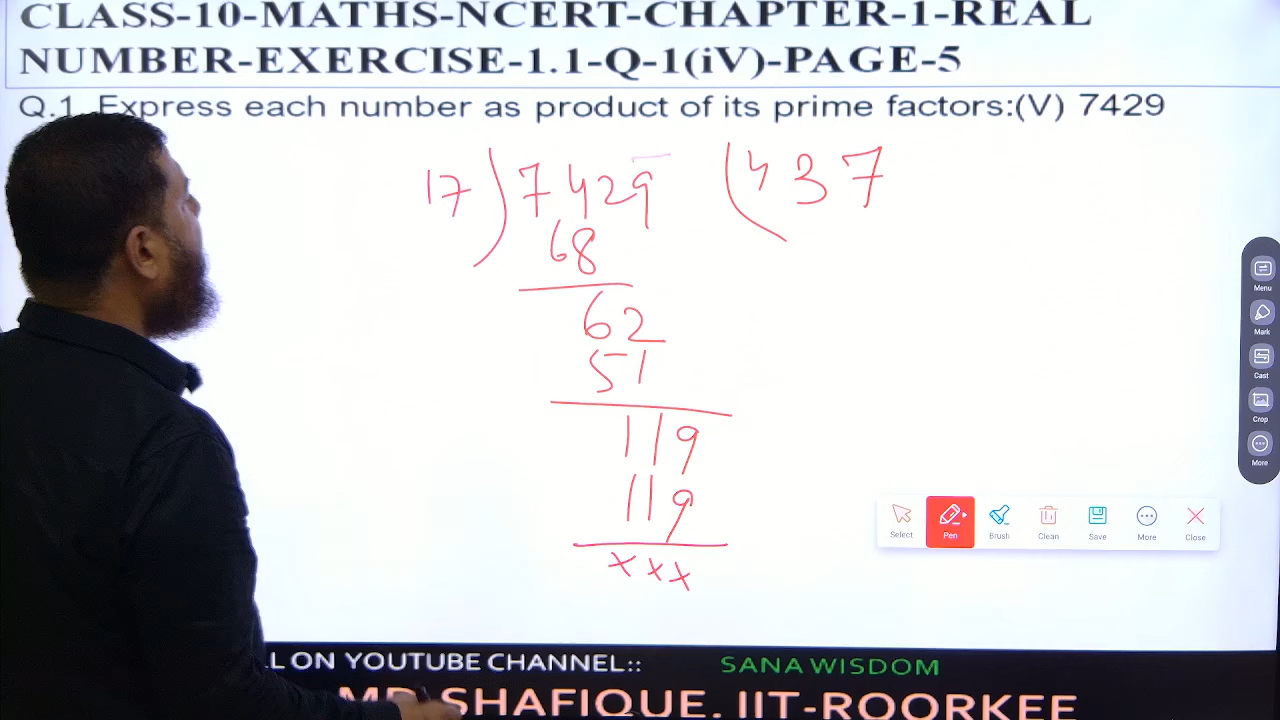 CLASS-10-MATHS-NCERT-CHAPTER-1-REAL
NUMBER-EXERCISE-1.1-Q-1(iV)-PAGE-5
Q.1 Express each number as product of its prime factors:(V) 7429
17) 7429 (437
68
62
51
119
119
xxx
Menu
Mark
Cast
Crop
More
Select
Pen
Brush
Clean
Save
More
Close
ON YOUTUBE CHANNEL::
SANA WISDOM
MD SHAFIQUE. IIT-ROORKEE